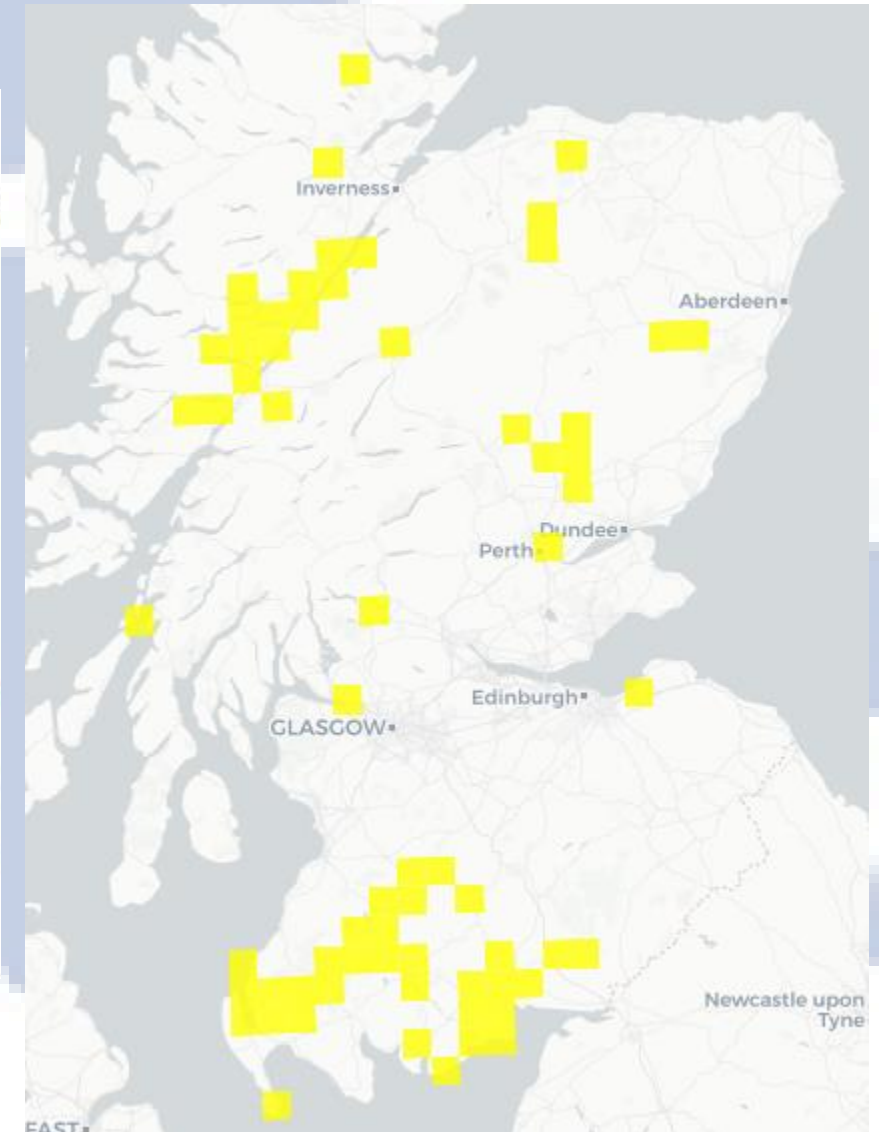 Inverness
Aberdeen
Dundee
Perth
Edinburgh
GLASGOW
Newcastle upon
Tyne
FAST